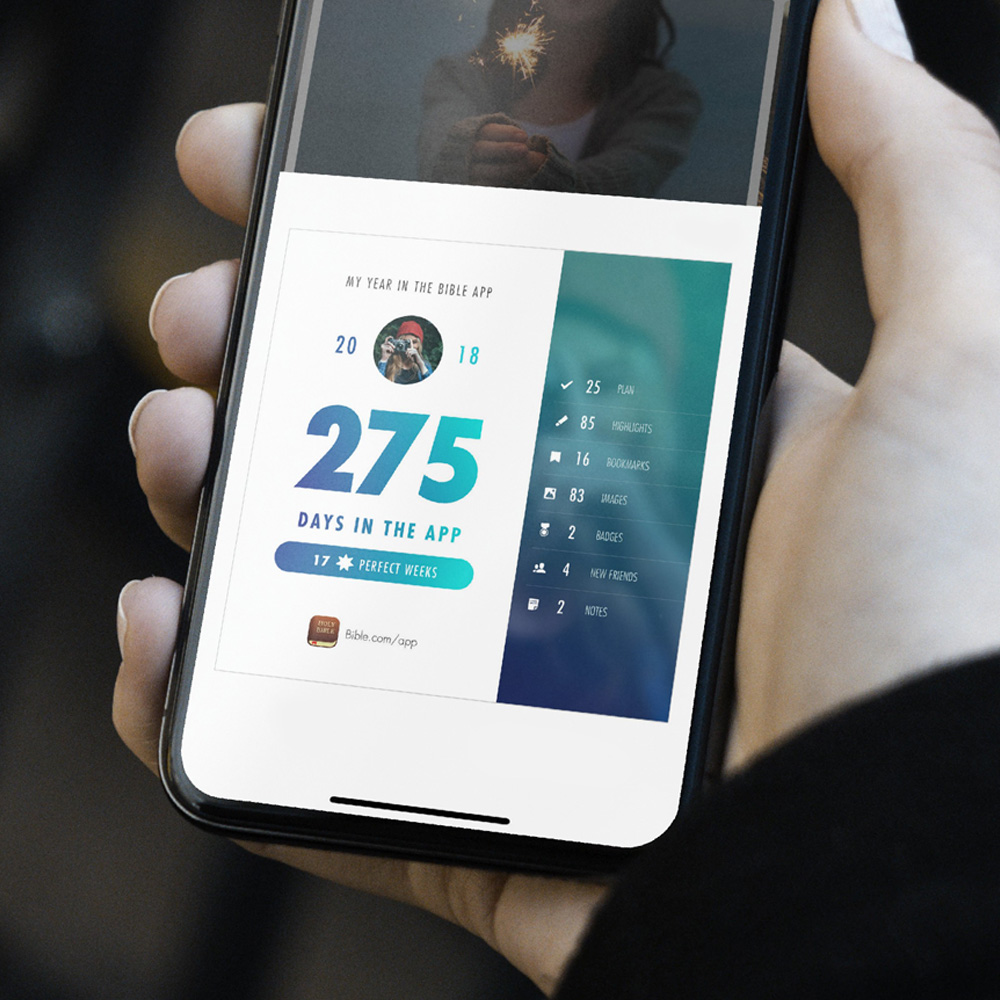 MY YEAR IN THE BIBLE APP
20 18
275
DAYS IN THE APP
17 PERFECT WEEKS
HOLY
BIBLE
Bible.com/app
25 PLAN
85 HIGHLIGHTS
16 BOOKMARKS
83 IMAGES
2 BADGES
4 NEW FRIENDS
2 NOTES